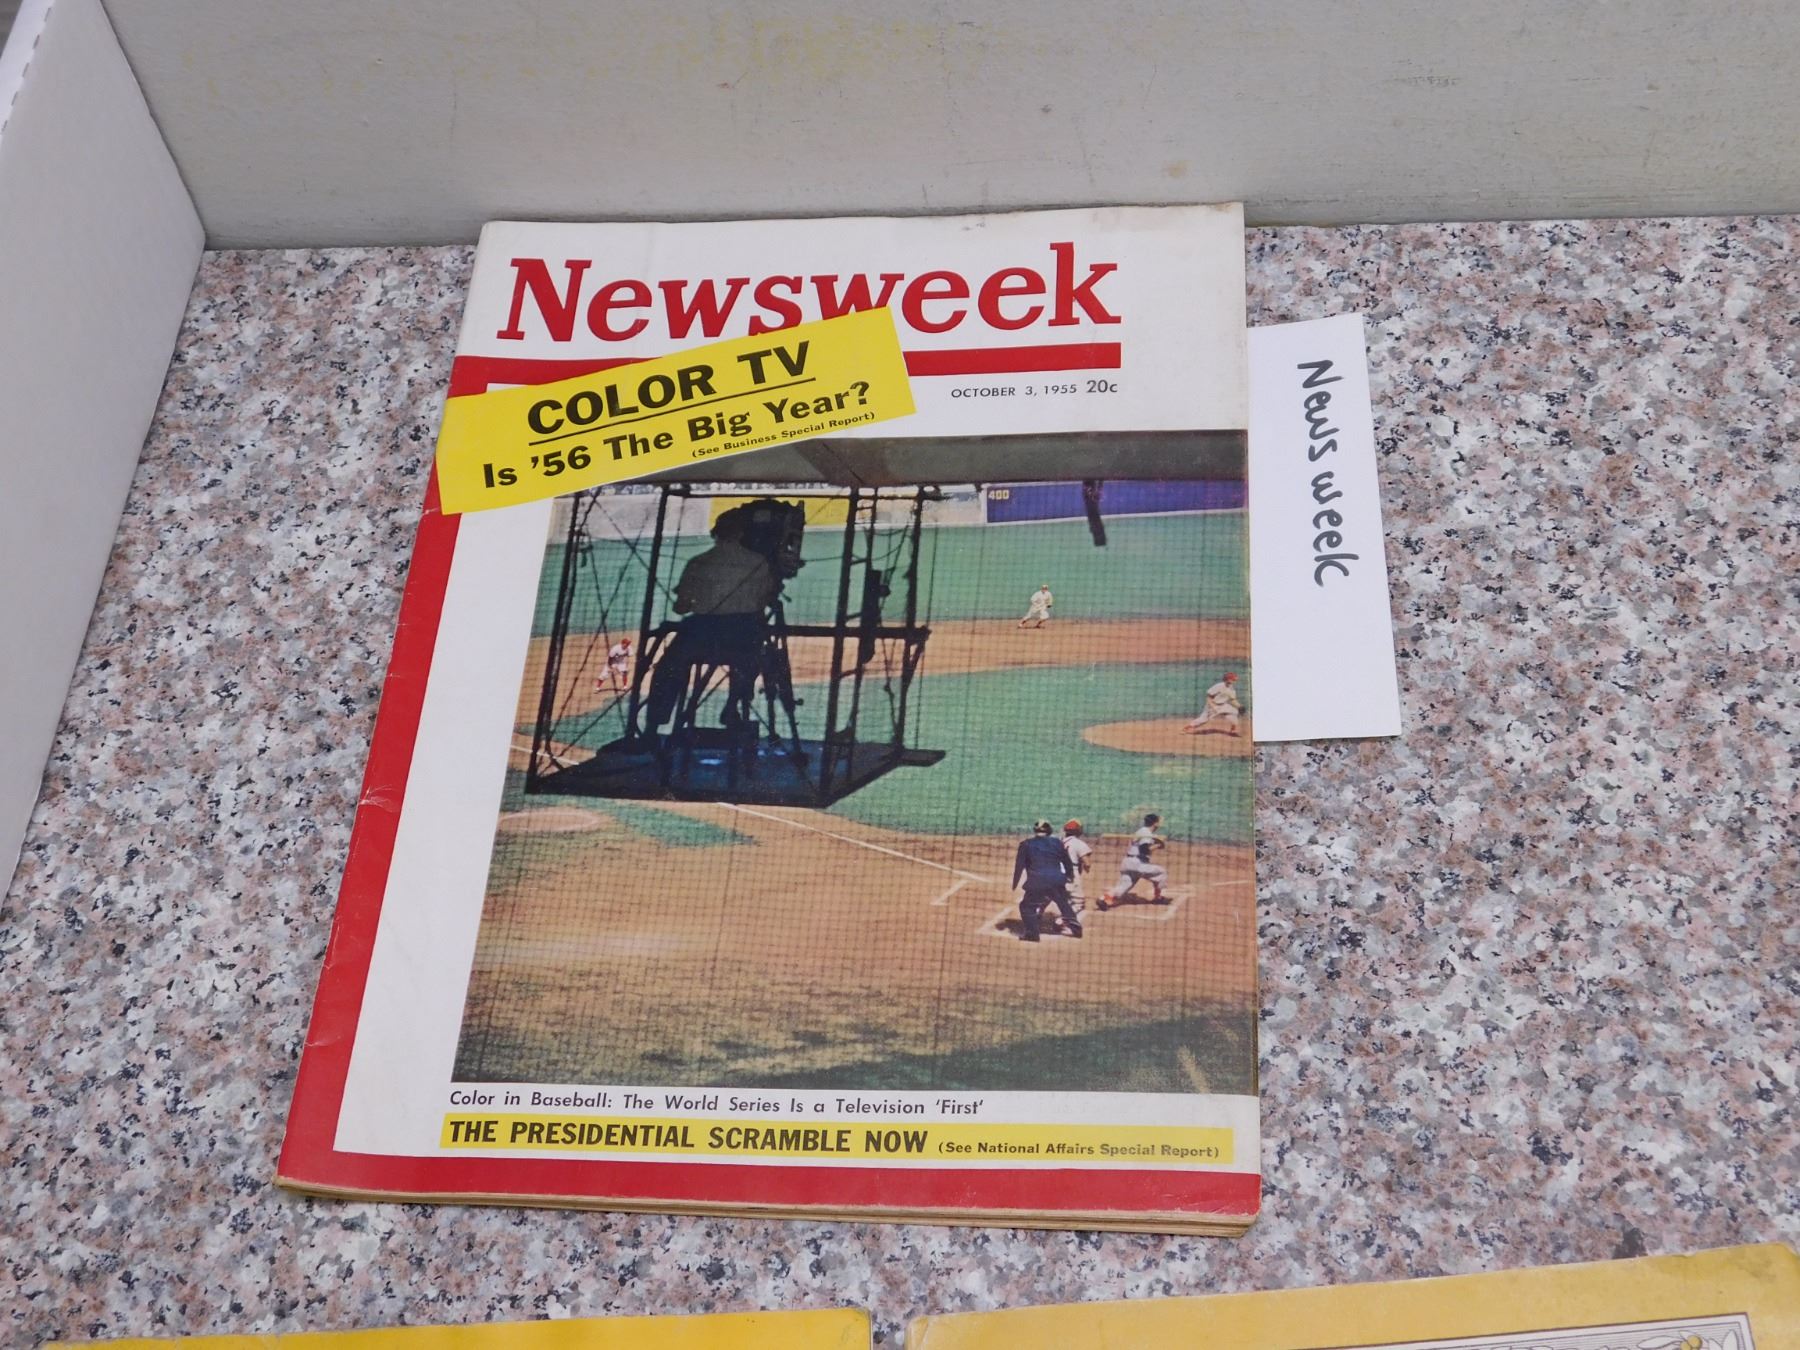 Newsweek
COLOR TV
Is '56 The Big Year?
(See Business Special Report)
OCTOBER 3, 1955 20c
400
Color in Baseball: The World Series Is a Television 'First'
THE PRESIDENTIAL SCRAMBLE NOW (See National Affairs Special Report)
News week